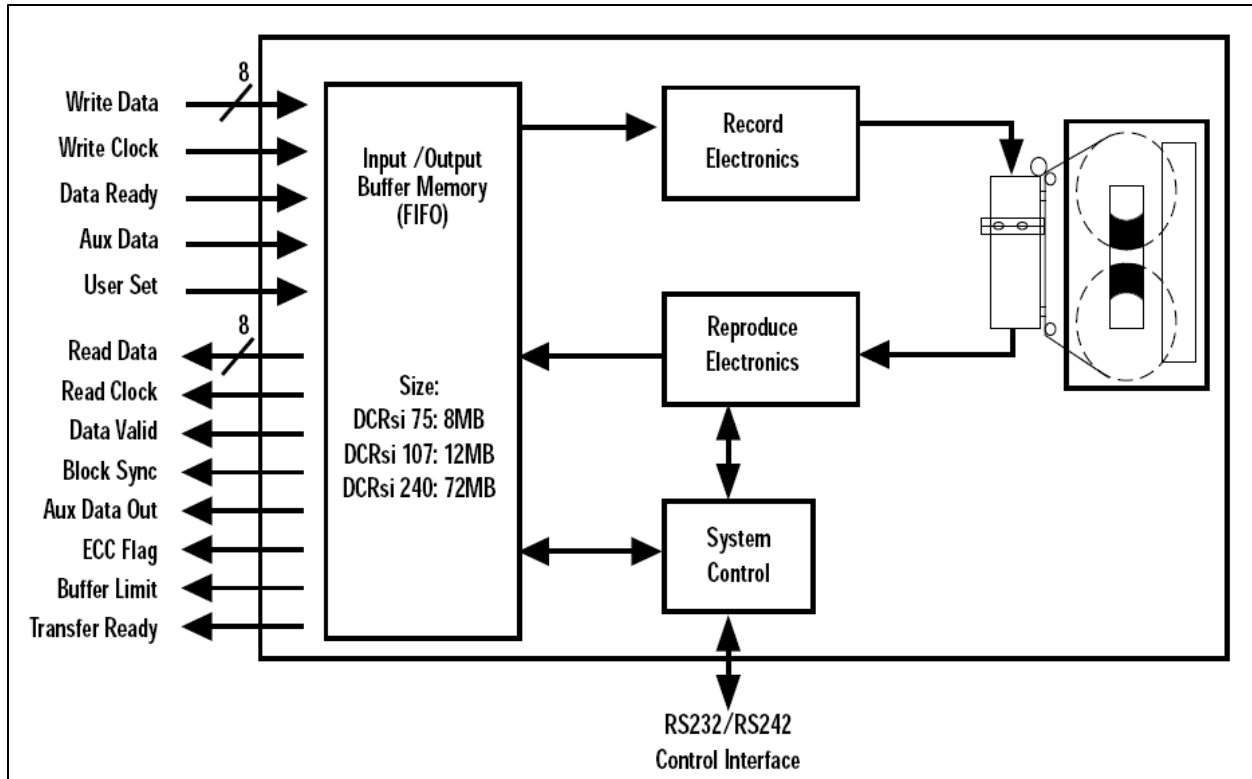 8
Write Data
Write Clock
Data Ready
Aux Data
User Set
8
Read Data
Read Clock
Data Valid
Block Sync
Aux Data Out
ECC Flag
Buffer Limit
Transfer Ready
Input /Output
Buffer Memory
(FIFO)
Size:
DCRsi 75: 8MB
DCRsi 107: 12MB
DCRsi 240: 72MB
Record
Electronics
Reproduce
Electronics
System
Control
RS232/RS242
Control Interface